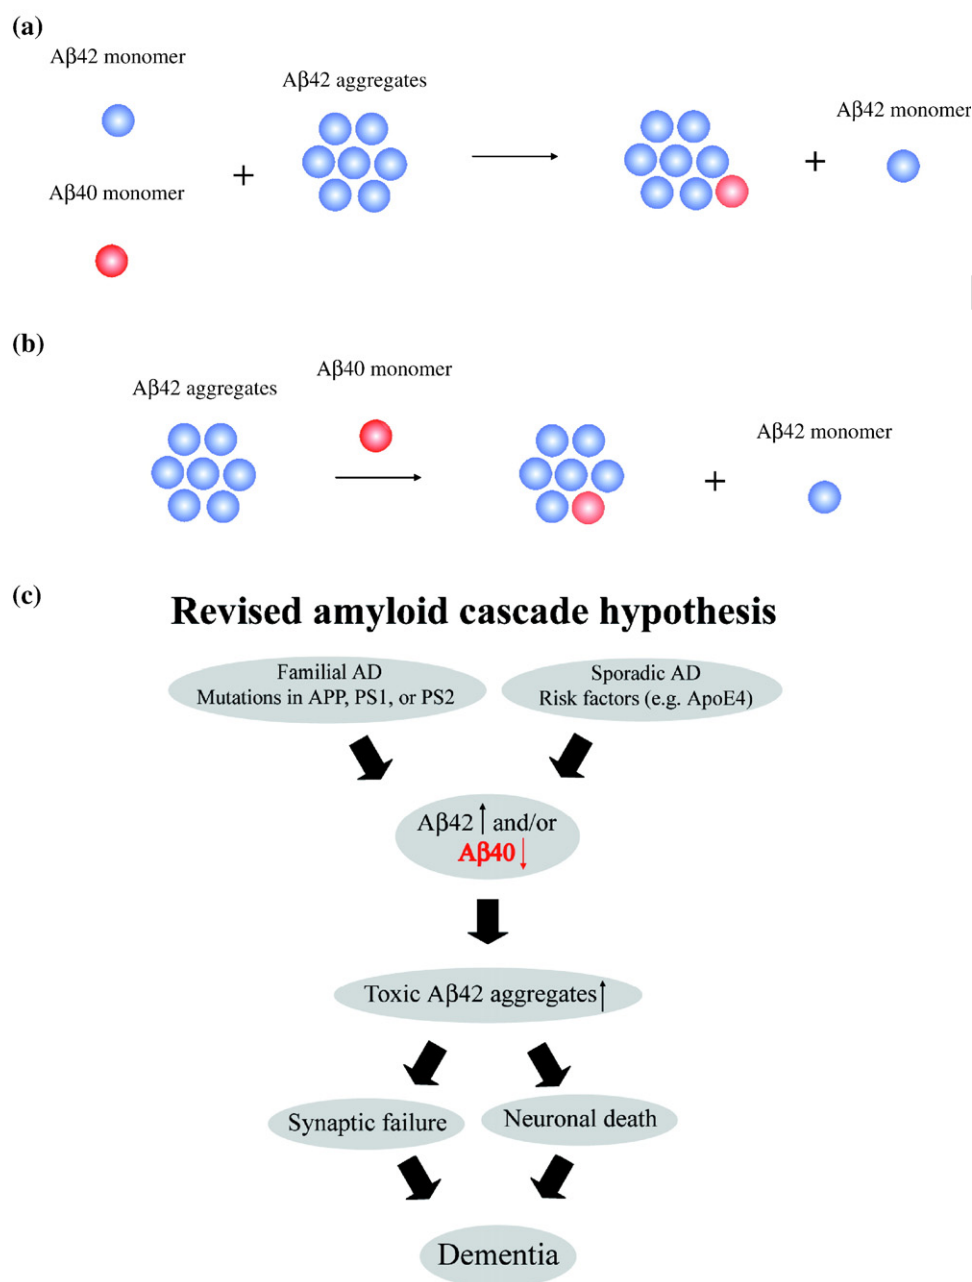 (a)
Aβ42 monomer
Aβ42 aggregates
Aβ42 monomer
+
+
Aβ40 monomer
(b)
Aβ40 monomer
Aβ42 aggregates
Aβ42 monomer
+
(c)
Revised amyloid cascade hypothesis
Familial AD
Mutations in APP, PS1, or PS2
Sporadic AD
Risk factors (e.g. ApoE4)
Aβ42↑ and/or
Aβ40↓
Toxic Aβ42 aggregates↑
Synaptic failure
Neuronal death
Dementia